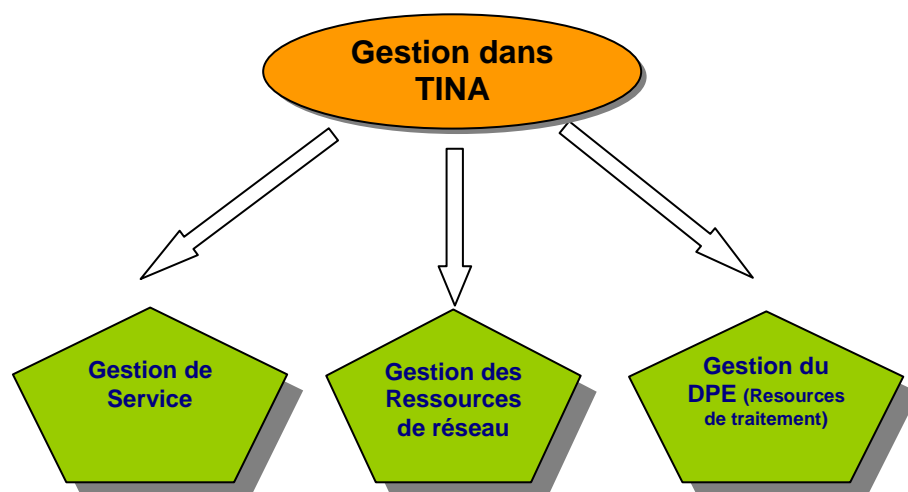 Gestion dans
TINA
Gestion de
Service
Gestion des
Ressources
de réseau
Gestion du
DPE (Resources
de traitement)